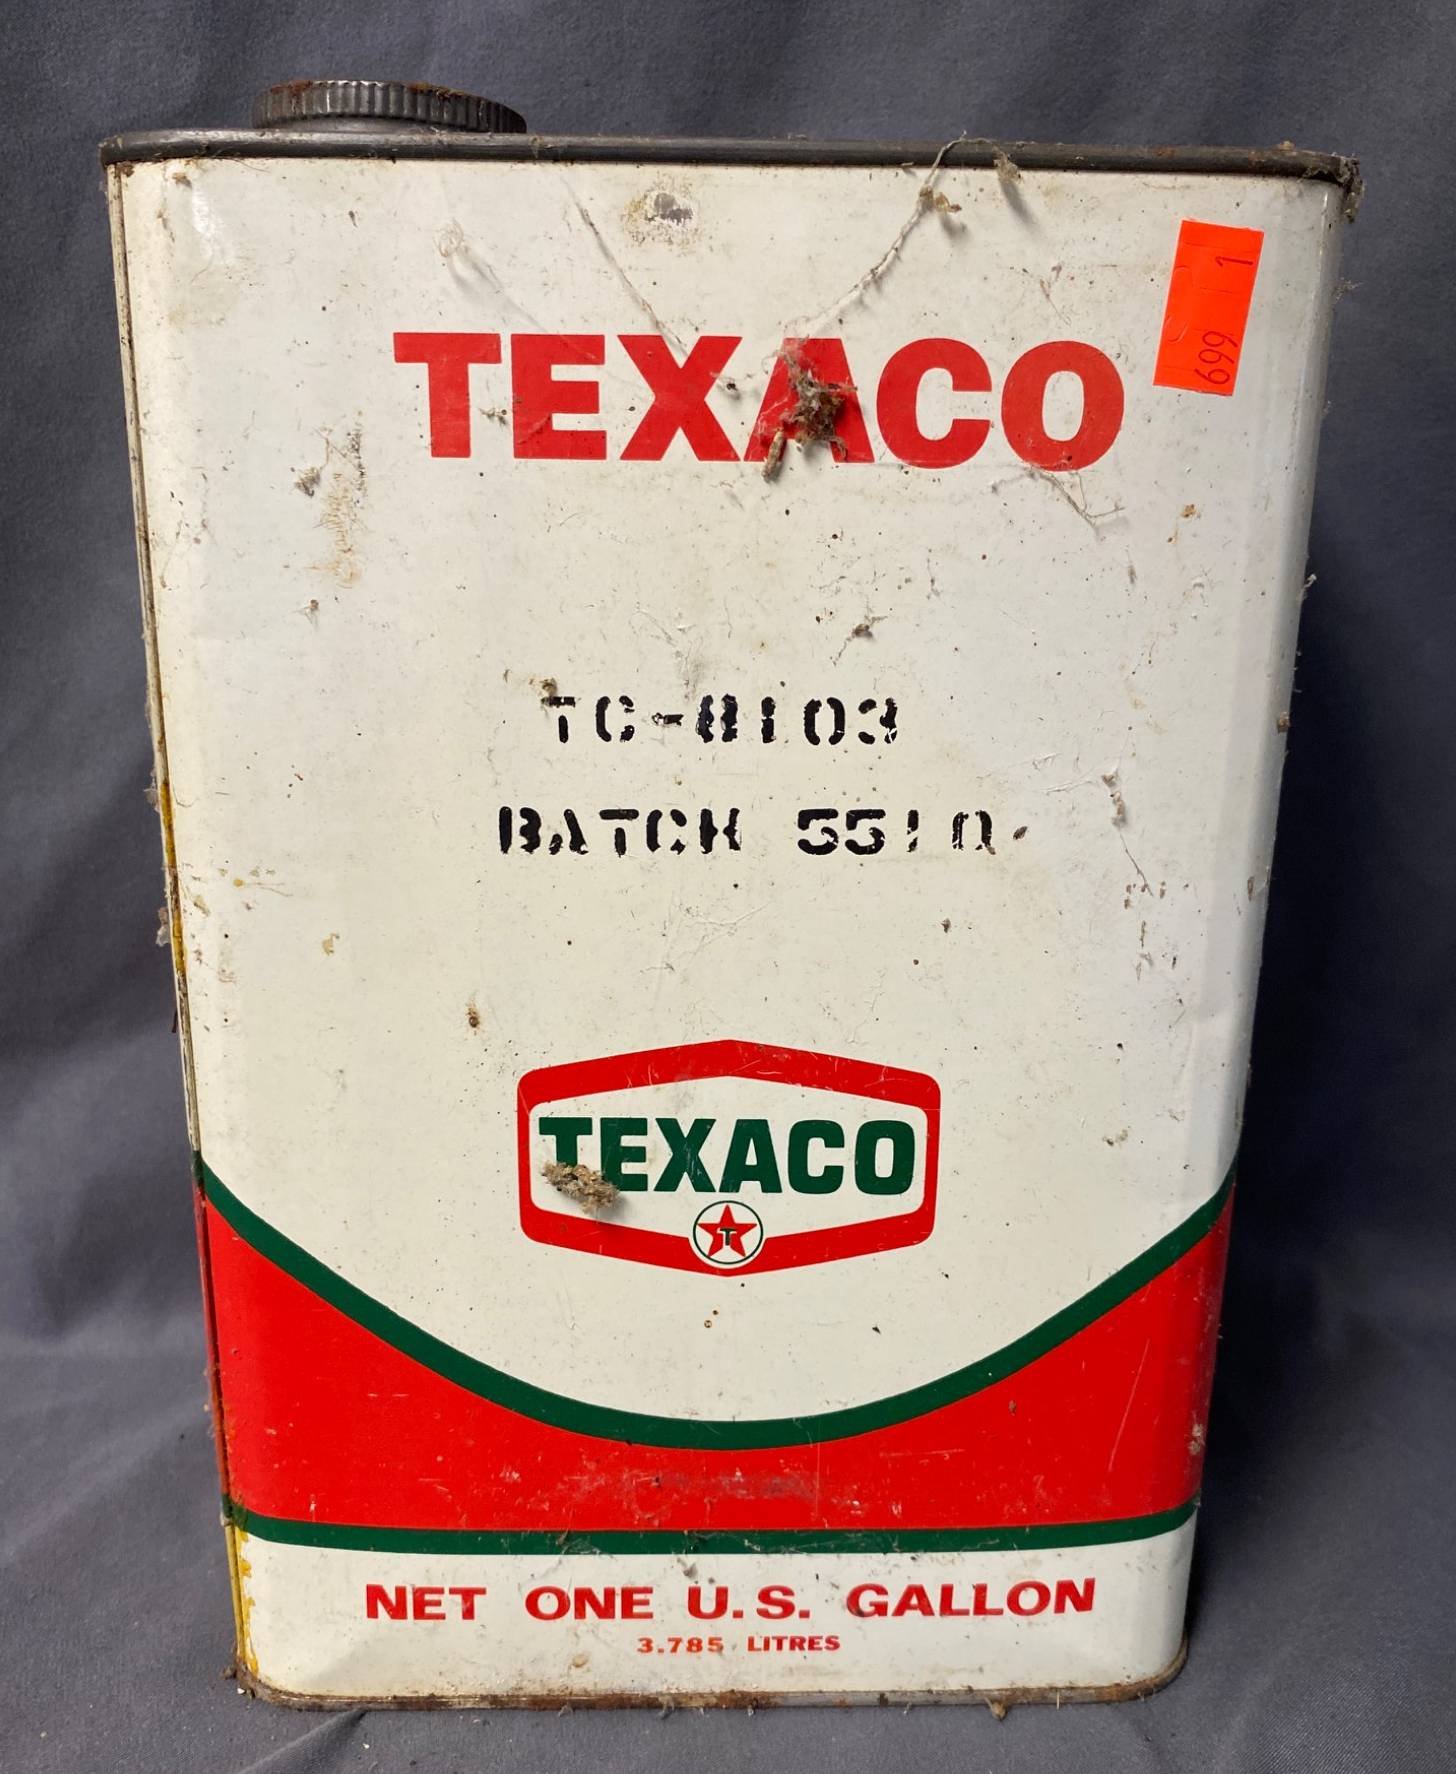 TEXACO
699 1
TC-8103
BATCH 5510
TEXACO
T
NET ONE U.S. GALLON
3.785 LITRES